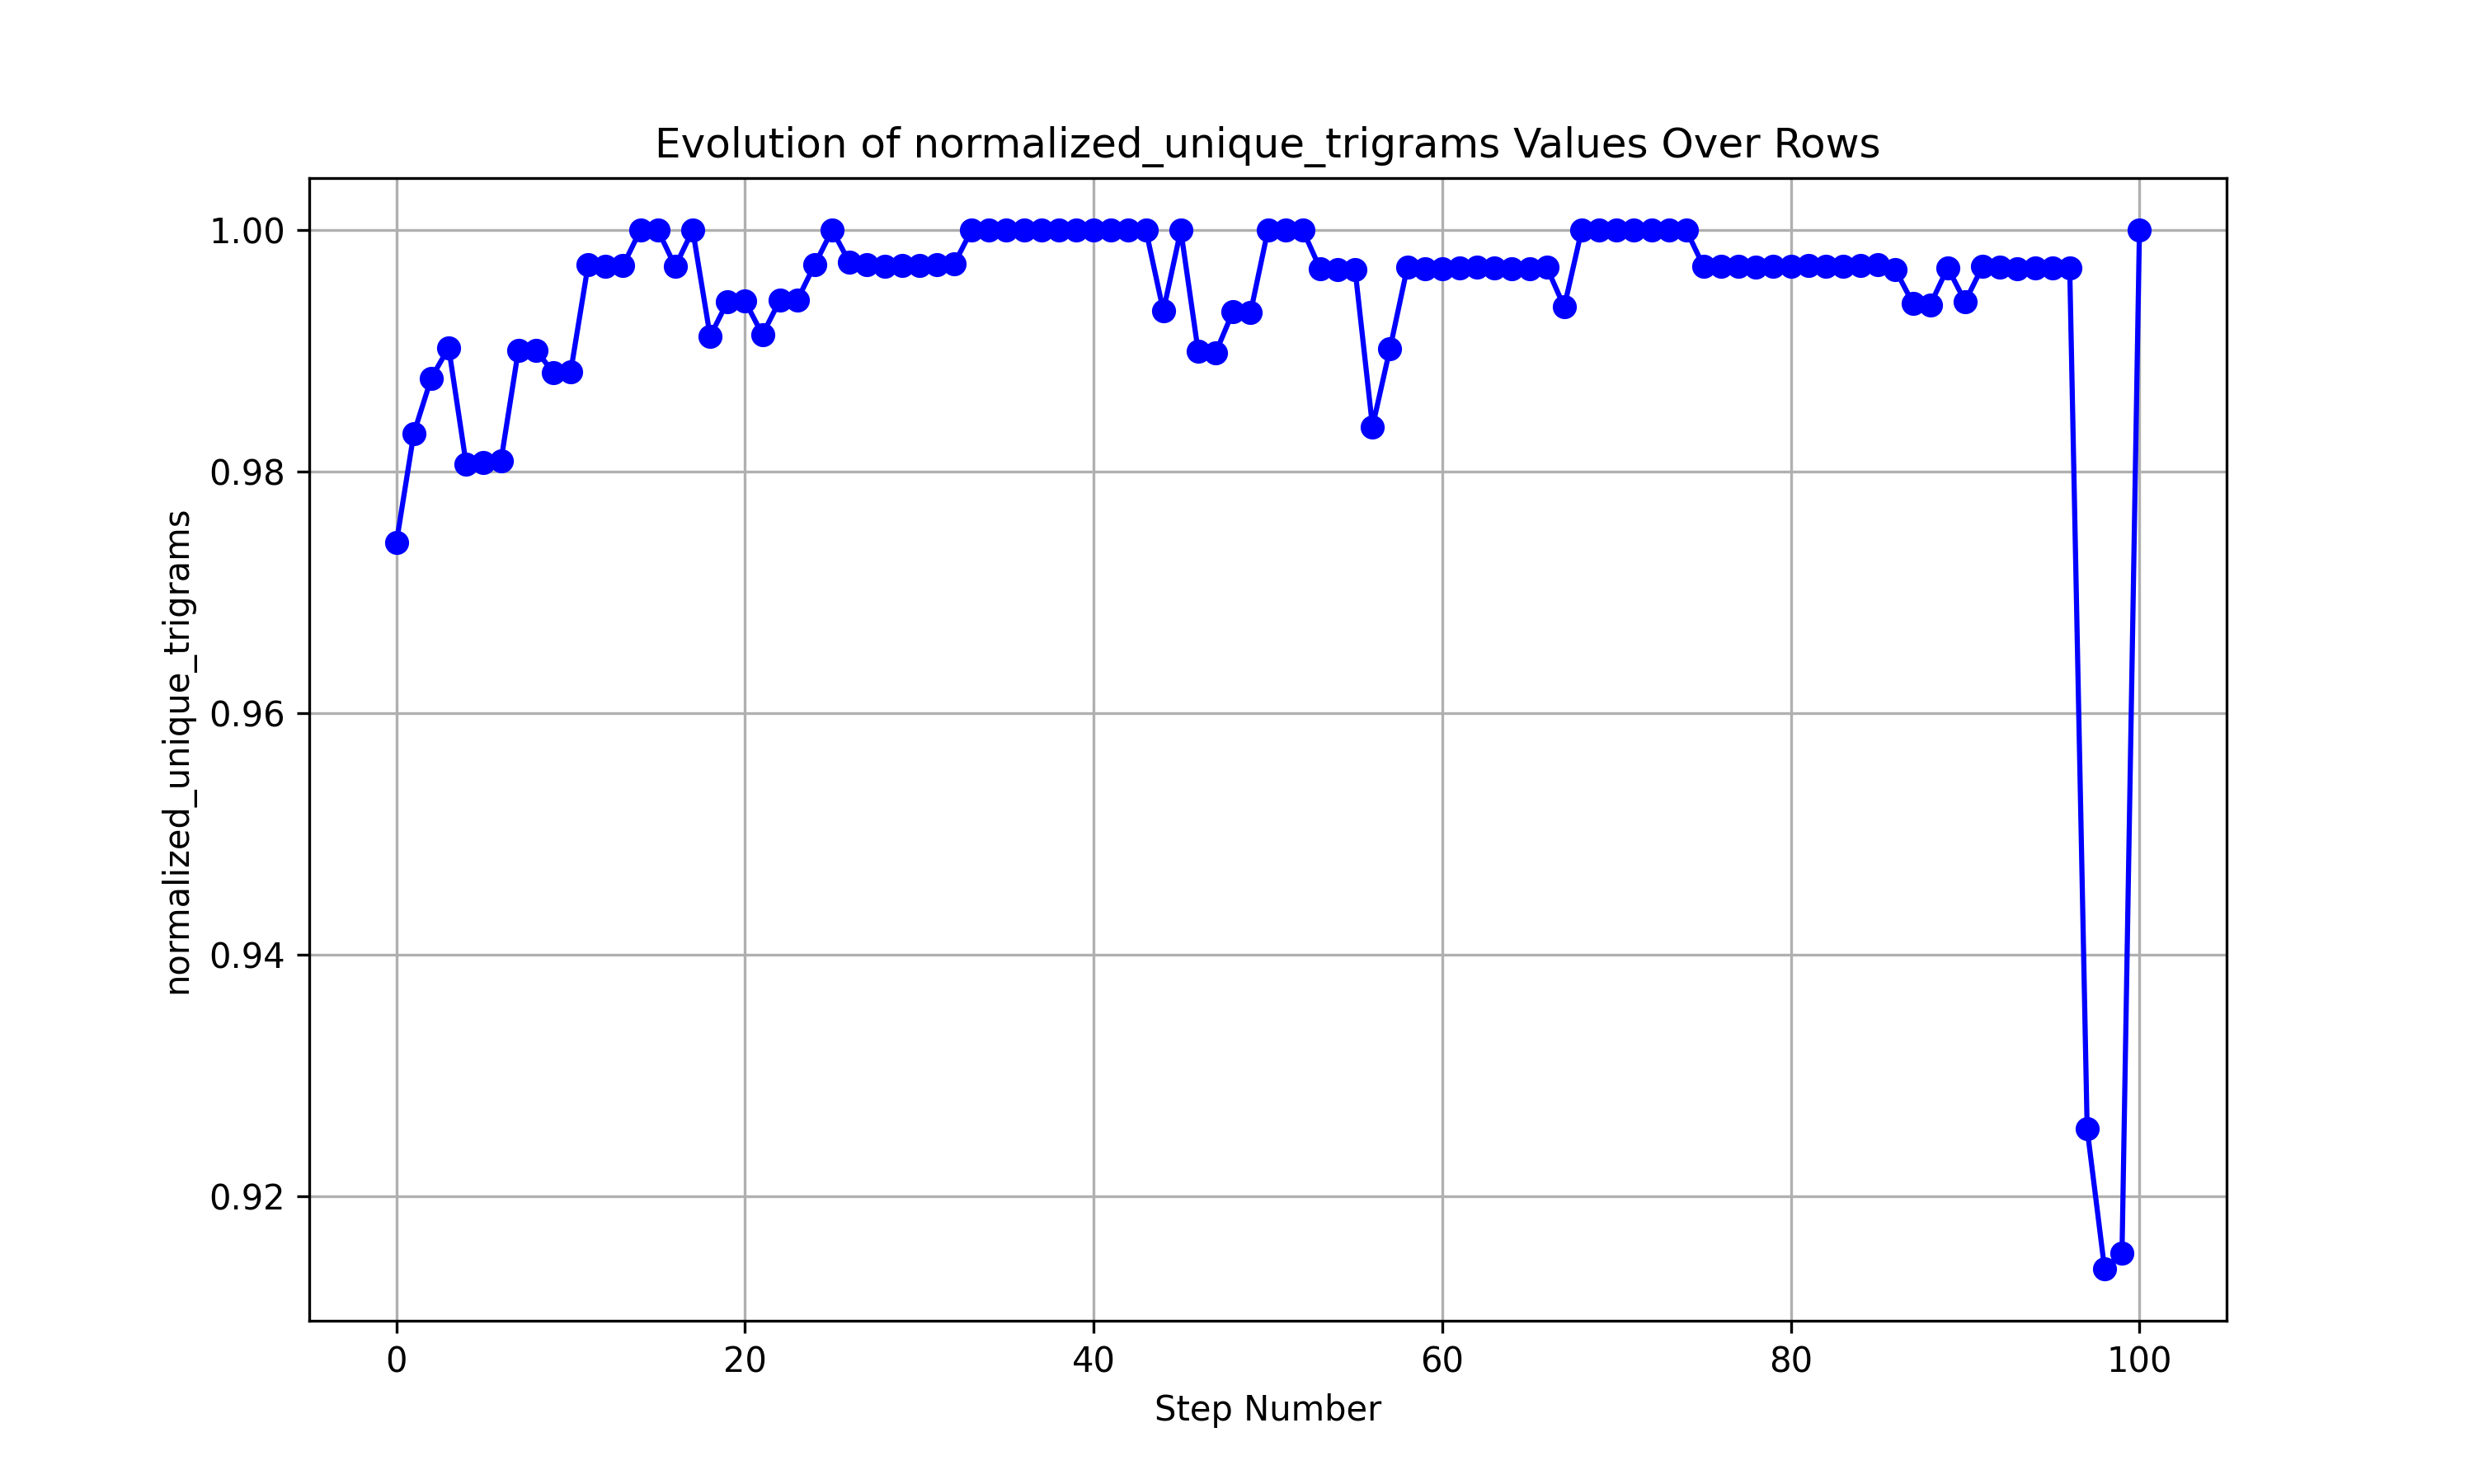 Evolution of normalized_unique_trigrams Values Over Rows
normalized_unique_trigrams
1.00
0.98
0.96
0.94
0.92
0 20 40 60 80 100
Step Number